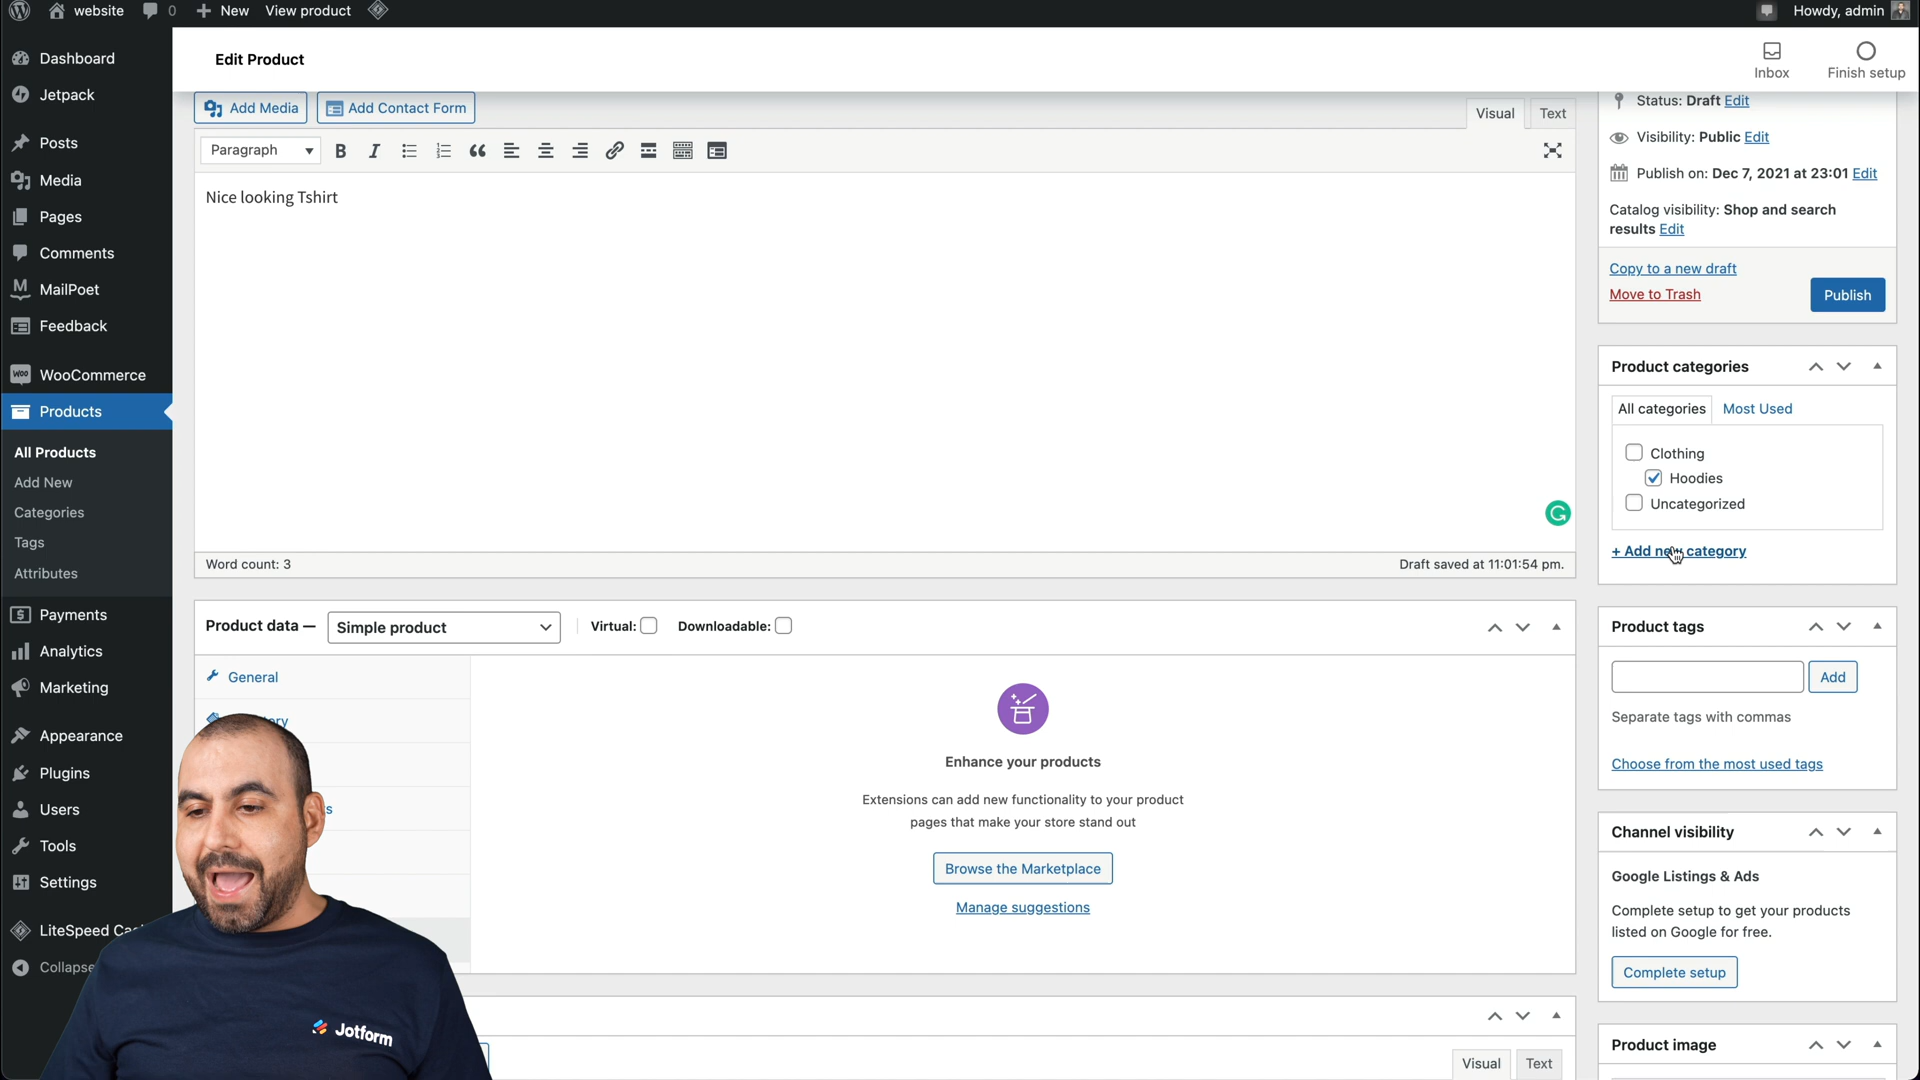 website
0
New
View product
Howdy, admin
Dashboard
Jetpack
Posts
Media
Pages
Comments
MailPoet
Feedback
WooCommerce
Products
All Products
Add New
Categories
Tags
Attributes
Payments
Analytics
Marketing
Appearance
Plugins
Users
Tools
Settings
LiteSpeed
Collapse
Edit Product
Inbox
Finish setup
Add Media
Add Contact Form
Visual
Text
Paragraph
Nice looking Tshirt
Word count: 3
Draft saved at 11:01:54 pm.
Product data —
Simple product
Virtual:
Downloadable:
General
Enhance your products
Extensions can add new functionality to your product
pages that make your store stand out
Browse the Marketplace
Manage suggestions
Visual
Text
Status: Draft Edit
Visibility: Public Edit
Publish on: Dec 7, 2021 at 23:01 Edit
Catalog visibility: Shop and search
results Edit
Copy to a new draft
Move to Trash
Publish
Product categories
All categories
Most Used
Clothing
Hoodies
Uncategorized
+ Add new category
Product tags
Add
Separate tags with commas
Choose from the most used tags
Channel visibility
Google Listings & Ads
Complete setup to get your products
listed on Google for free.
Complete setup
Product image
Jotform